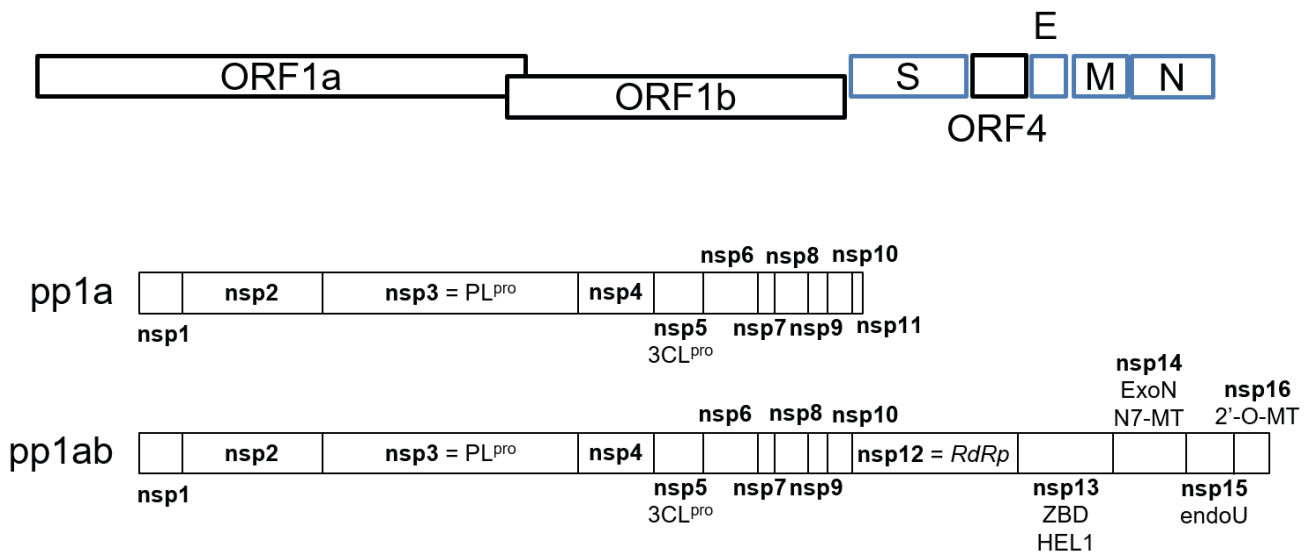 E
ORF1a
ORF1b
S
M
N
ORF4
nsp6
nsp8
nsp10
pp1a
nsp2
nsp3 = PLpro
nsp4
nsp1
nsp5
nsp7
nsp9
nsp11
3CLpro
nsp14
ExoN
N7-MT
nsp16
2'-O-MT
nsp6
nsp8
nsp10
pp1ab
nsp2
nsp3 = PLpro
nsp4
nsp12 = RdRp
nsp1
nsp5
3CLpro
nsp7
nsp9
nsp13
ZBD
HEL1
nsp15
endoU